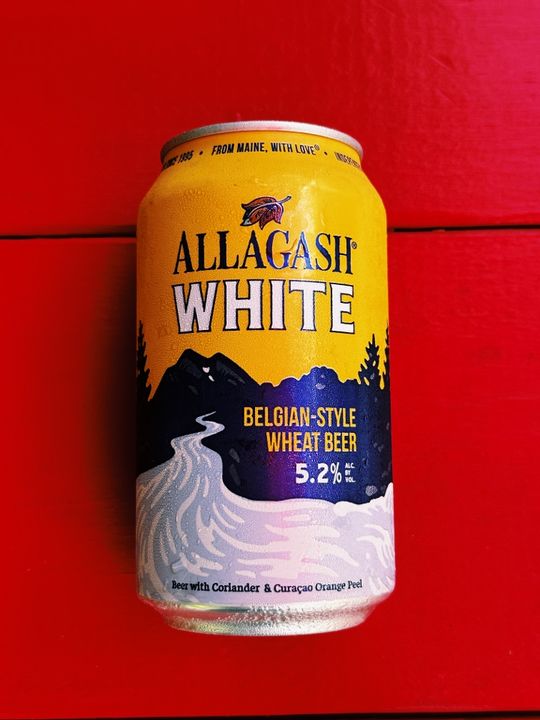 1995 • FROM MAINE, WITH LOVE® •
ALLAGASH®
WHITE
BELGIAN-STYLE
WHEAT BEER
5.2% ALC. BY VOL.
Beer with Coriander & Curaçao Orange Peel